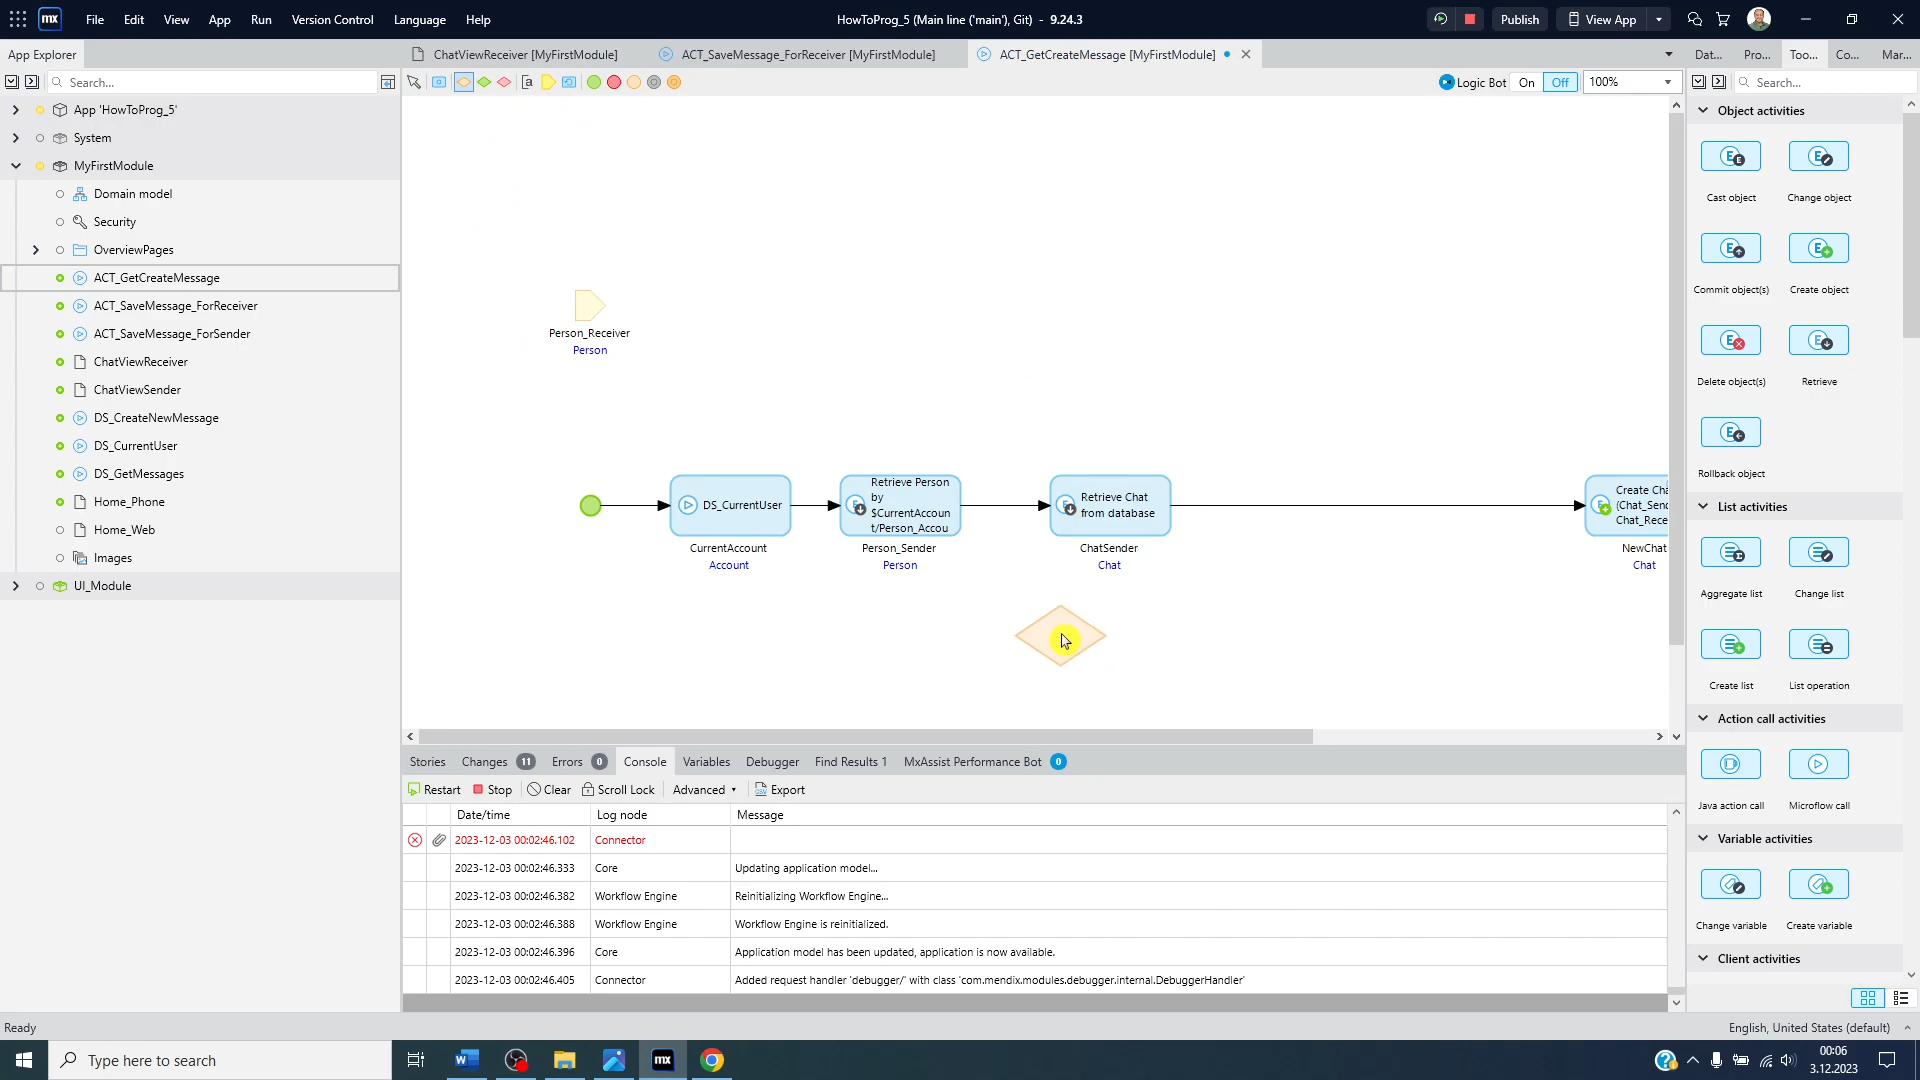 mx File Edit View App Run Version Control Language Help HowToProg_5 (Main line ('main'), Git) - 9.24.3 Publish View App
App Explorer ChatViewReceiver [MyFirstModule] ACT_SaveMessage_ForReceiver [MyFirstModule] ACT_GetCreateMessage [MyFirstModule] Dat... Pro... Too... Co... Mar...
Search... Logic Bot On Off 100% Search...
App 'HowToProg_5'
System
MyFirstModule
Domain model
Security
OverviewPages
ACT_GetCreateMessage
ACT_SaveMessage_ForReceiver
ACT_SaveMessage_ForSender
ChatViewReceiver
ChatViewSender
DS_CreateNewMessage
DS_CurrentUser
DS_GetMessages
Home_Phone
Home_Web
Images
UI_Module
Person_Receiver
Person
DS_CurrentUser
CurrentAccount
Account
Retrieve Person
by
$CurrentAccoun
t/Person_Accou
Person_Sender
Person
Retrieve Chat
from database
ChatSender
Chat
Create Cha
(Chat_Send
Chat_Rece
NewChat
Chat
Object activities
Cast object Change object
Commit object(s) Create object
Delete object(s) Retrieve
Rollback object
List activities
Aggregate list Change list
Create list List operation
Action call activities
Java action call Microflow call
Variable activities
Change variable Create variable
Client activities
Stories Changes 11 Errors 0 Console Variables Debugger Find Results 1 MxAssist Performance Bot 0
Restart Stop Clear Scroll Lock Advanced Export
Date/time Log node Message
2023-12-03 00:02:46.102 Connector
2023-12-03 00:02:46.333 Core Updating application model...
2023-12-03 00:02:46.382 Workflow Engine Reinitializing Workflow Engine...
2023-12-03 00:02:46.388 Workflow Engine Workflow Engine is reinitialized.
2023-12-03 00:02:46.396 Core Application model has been updated, application is now available.
2023-12-03 00:02:46.405 Connector Added request handler 'debugger/' with class 'com.mendix.modules.debugger.internal.DebuggerHandler'
Ready English, United States (default)
Type here to search mx 00:06
3.12.2023